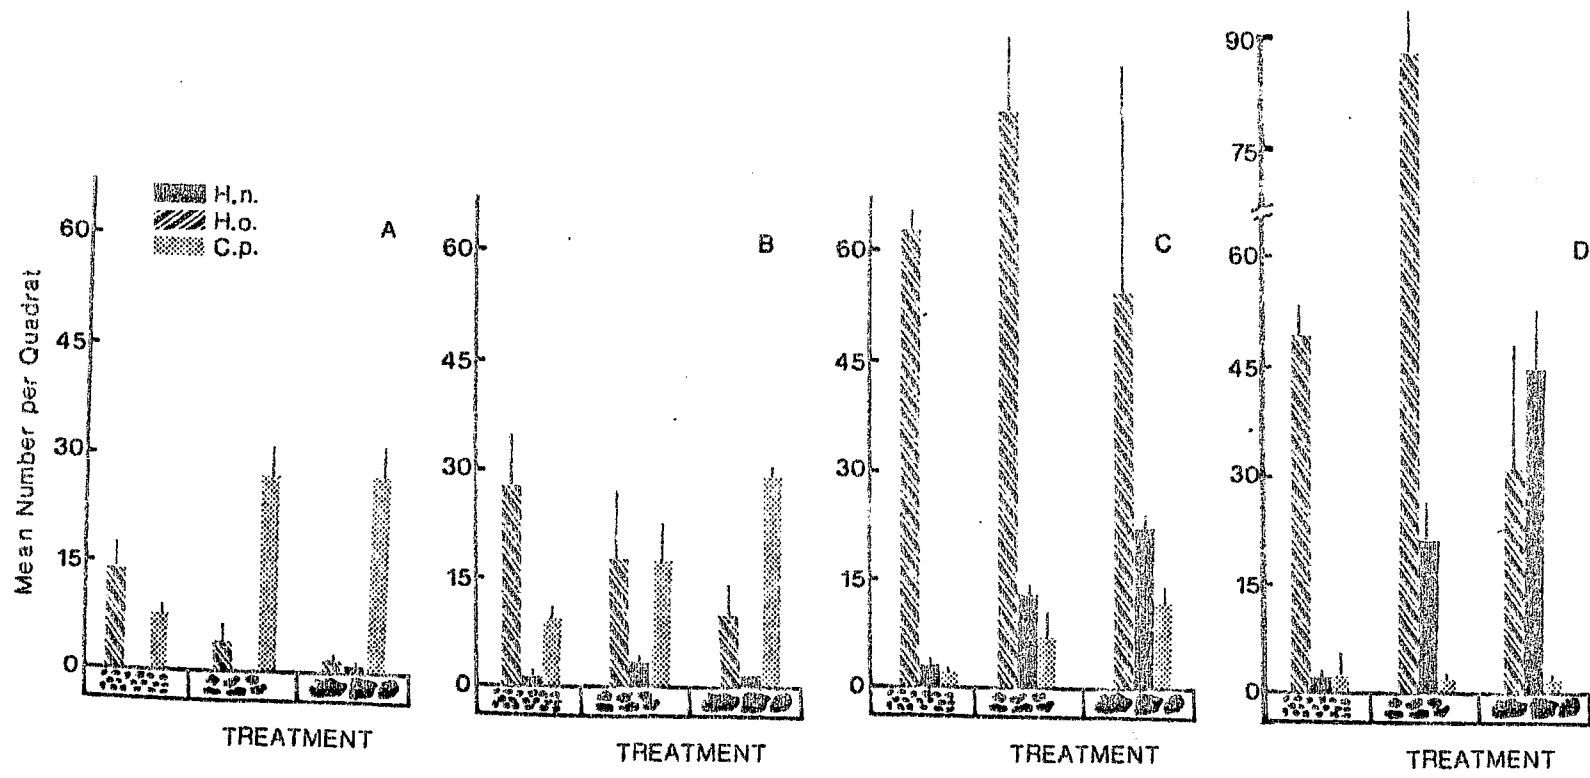 Mean Number per Quadrat
60
45
30
15
0
H.n.
H.o.
C.p.
A
TREATMENT
60
45
30
15
0
B
TREATMENT
60
45
30
15
0
C
TREATMENT
90
75
60
45
30
15
0
D
TREATMENT